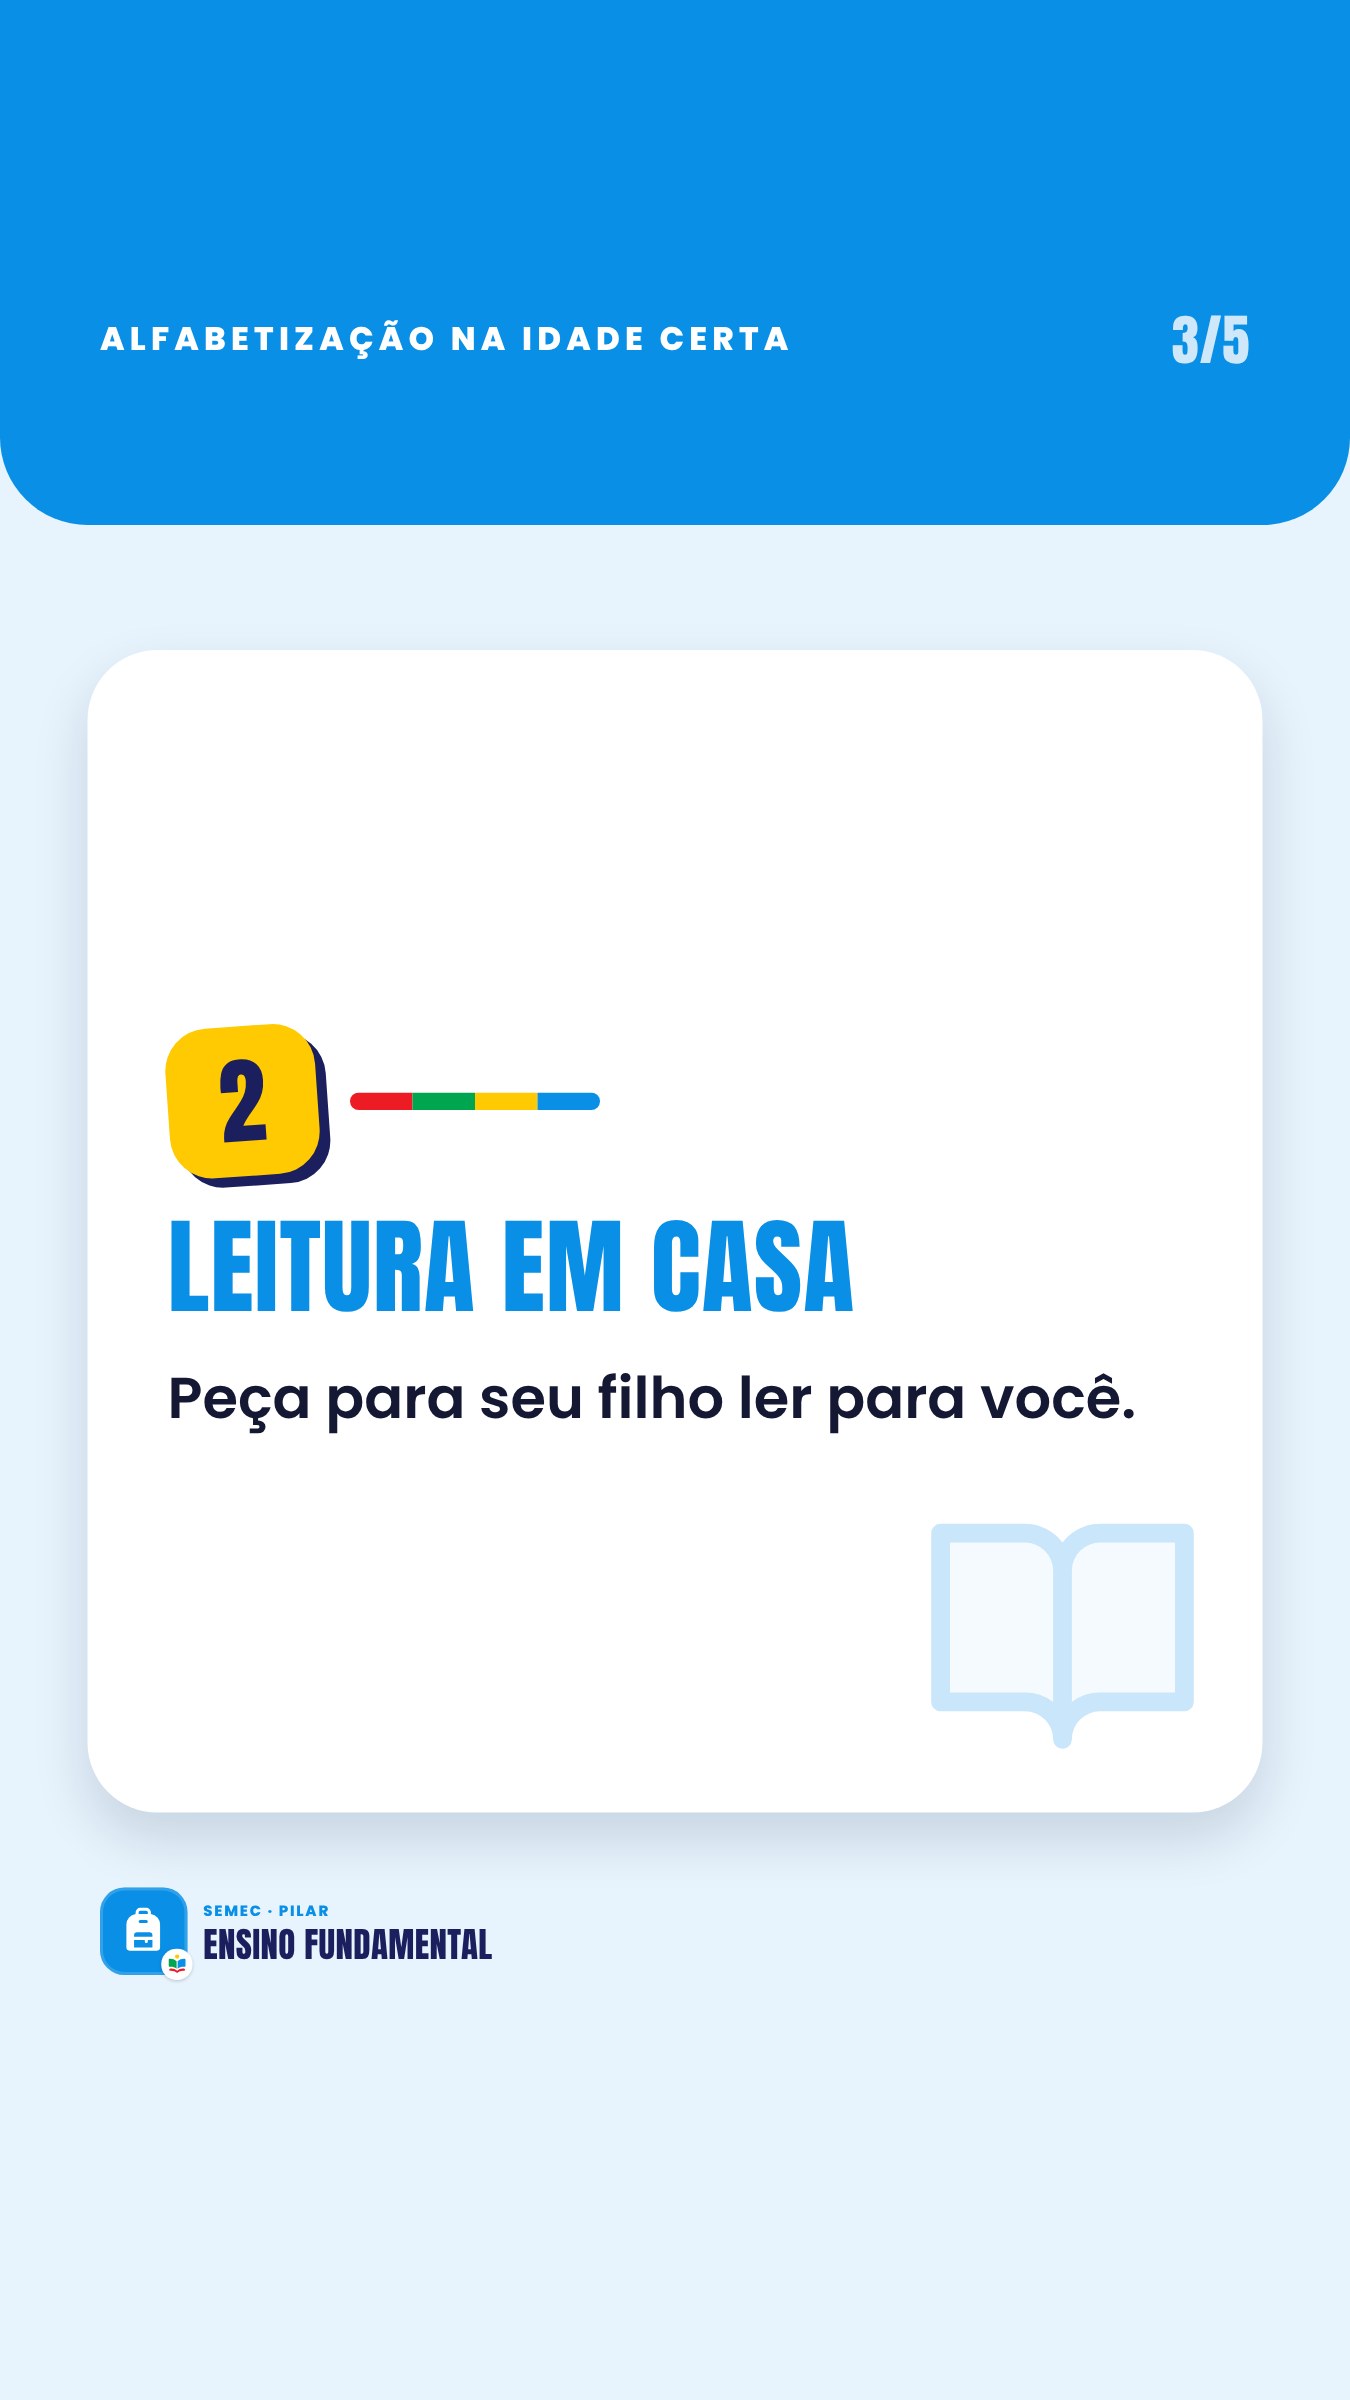 ALFABETIZAÇÃO NA IDADE CERTA
3/5
2
LEITURA EM CASA
Peça para seu filho ler para você.
SEMEC · PILAR
ENSINO FUNDAMENTAL